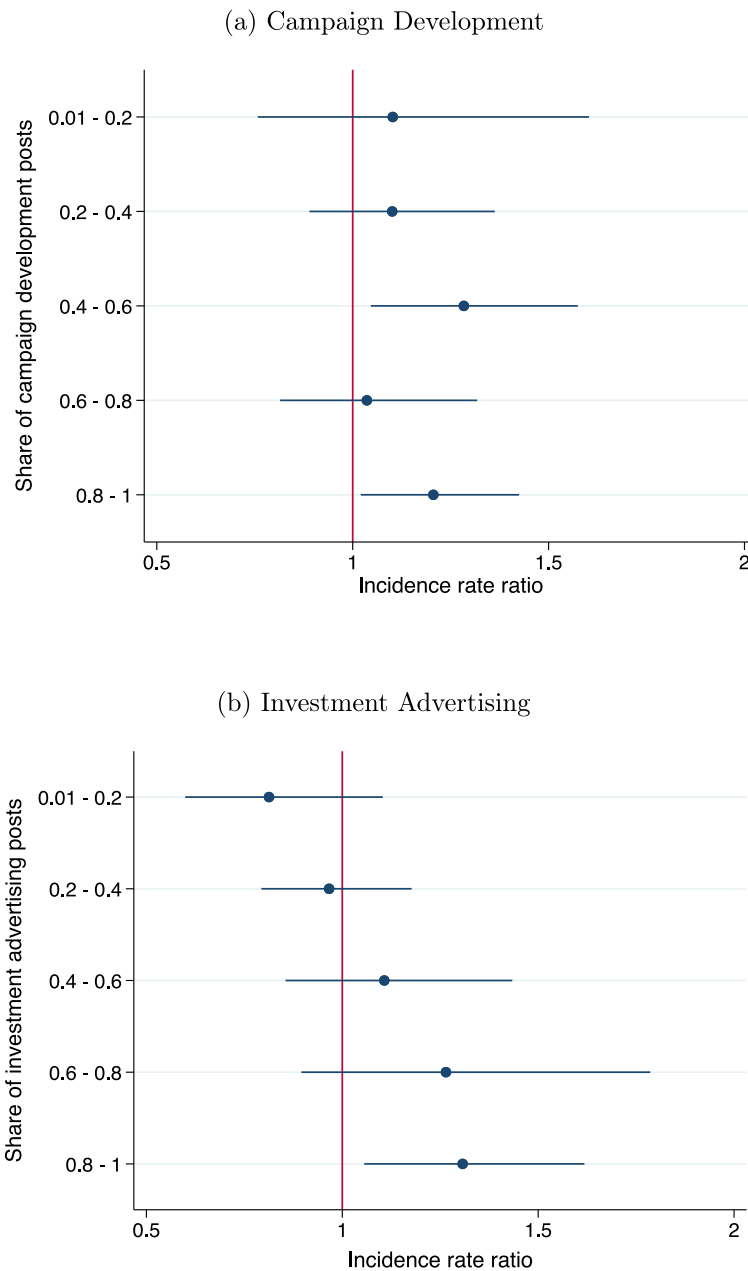 (a) Campaign Development
Share of campaign development posts
0.01 - 0.2
0.2 - 0.4
0.4 - 0.6
0.6 - 0.8
0.8 - 1
0.5 1 1.5 2
Incidence rate ratio
(b) Investment Advertising
Share of investment advertising posts
0.01 - 0.2
0.2 - 0.4
0.4 - 0.6
0.6 - 0.8
0.8 - 1
0.5 1 1.5 2
Incidence rate ratio